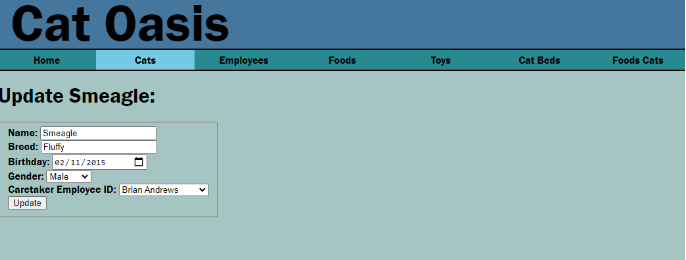 Cat Oasis
Home Cats Employees Foods Toys Cat Beds Foods Cats
Update Smeagle:
Name: Smeagle
Breed: Fluffy
Birthday: 02/11/2015
Gender: Male
Caretaker Employee ID: Brian Andrews
Update